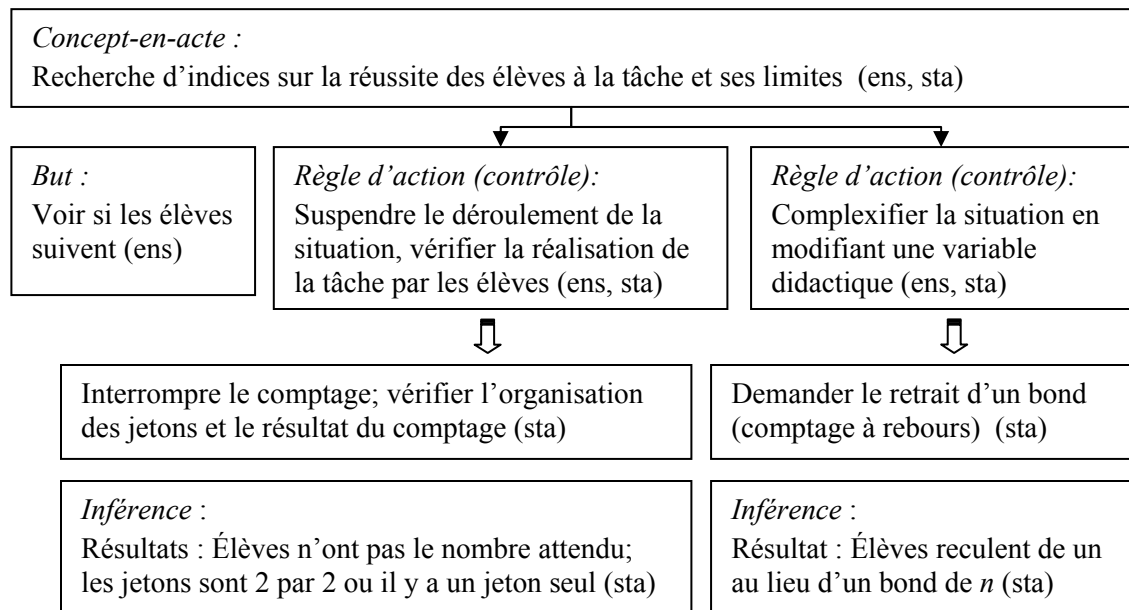 Concept-en-acte :
Recherche d’indices sur la réussite des élèves à la tâche et ses limites (ens, sta)
But :
Voir si les élèves
suivent (ens)
Règle d’action (contrôle):
Suspendre le déroulement de la
situation, vérifier la réalisation de
la tâche par les élèves (ens, sta)
Règle d’action (contrôle):
Complexifier la situation en
modifiant une variable
didactique (ens, sta)
Interrompre le comptage; vérifier l’organisation
des jetons et le résultat du comptage (sta)
Demander le retrait d’un bond
(comptage à rebours) (sta)
Inférence :
Résultats : Élèves n’ont pas le nombre attendu;
les jetons sont 2 par 2 ou il y a un jeton seul (sta)
Inférence :
Résultat : Élèves reculent de un
au lieu d’un bond de n (sta)